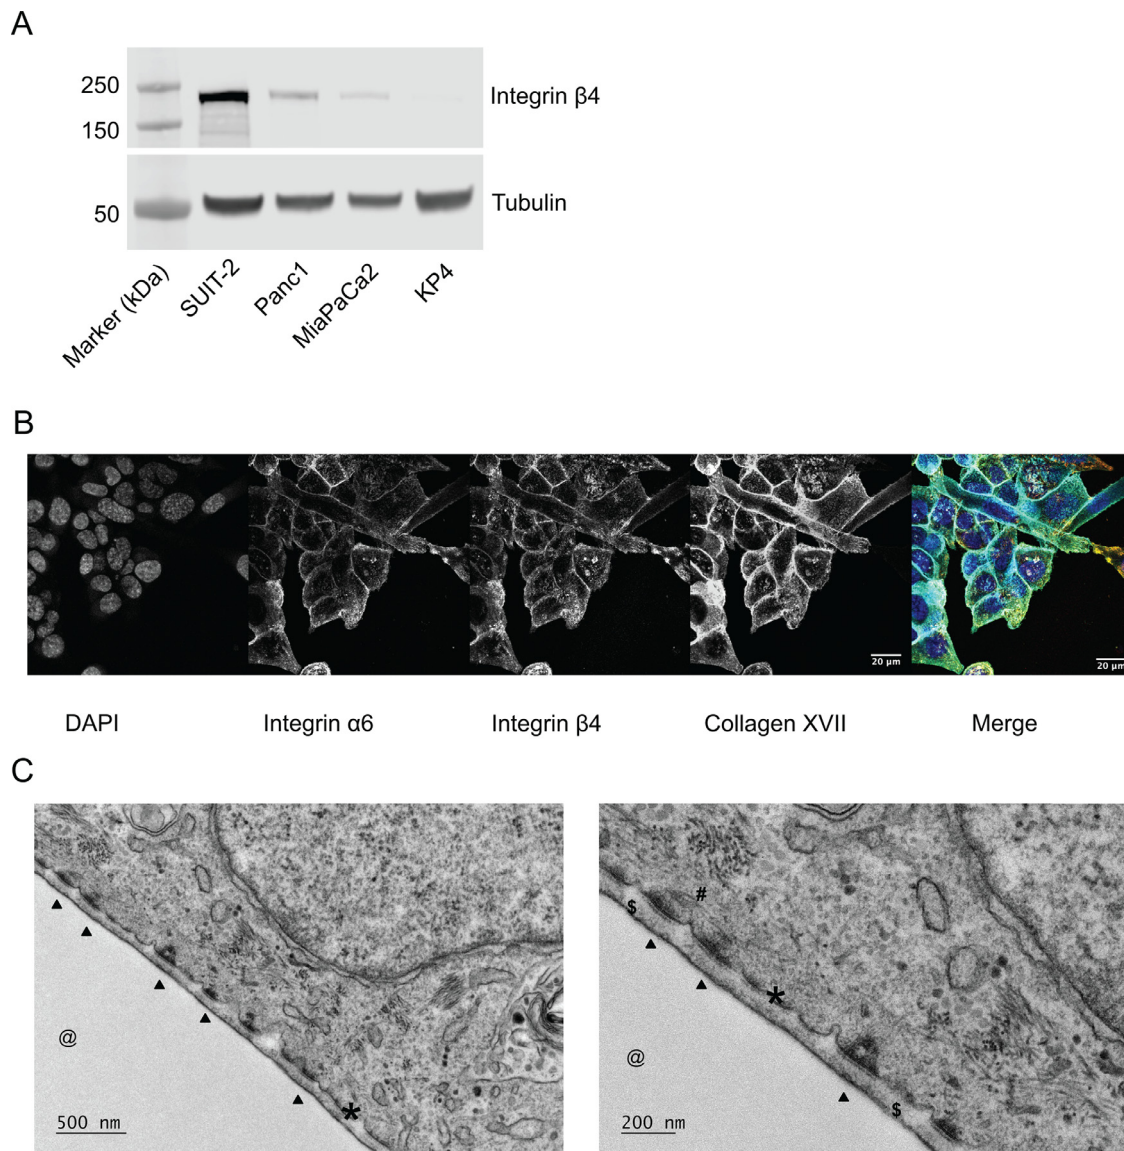 A
250
150
Integrin β4
50
Tubulin
Marker (kDa)
SUIT-2
Panc1
MiaPaCa2
KP4
B
20 µm
20 µm
DAPI
Integrin α6
Integrin β4
Collagen XVII
Merge
C
@
*
500 nm
#
$
*
@
$
200 nm